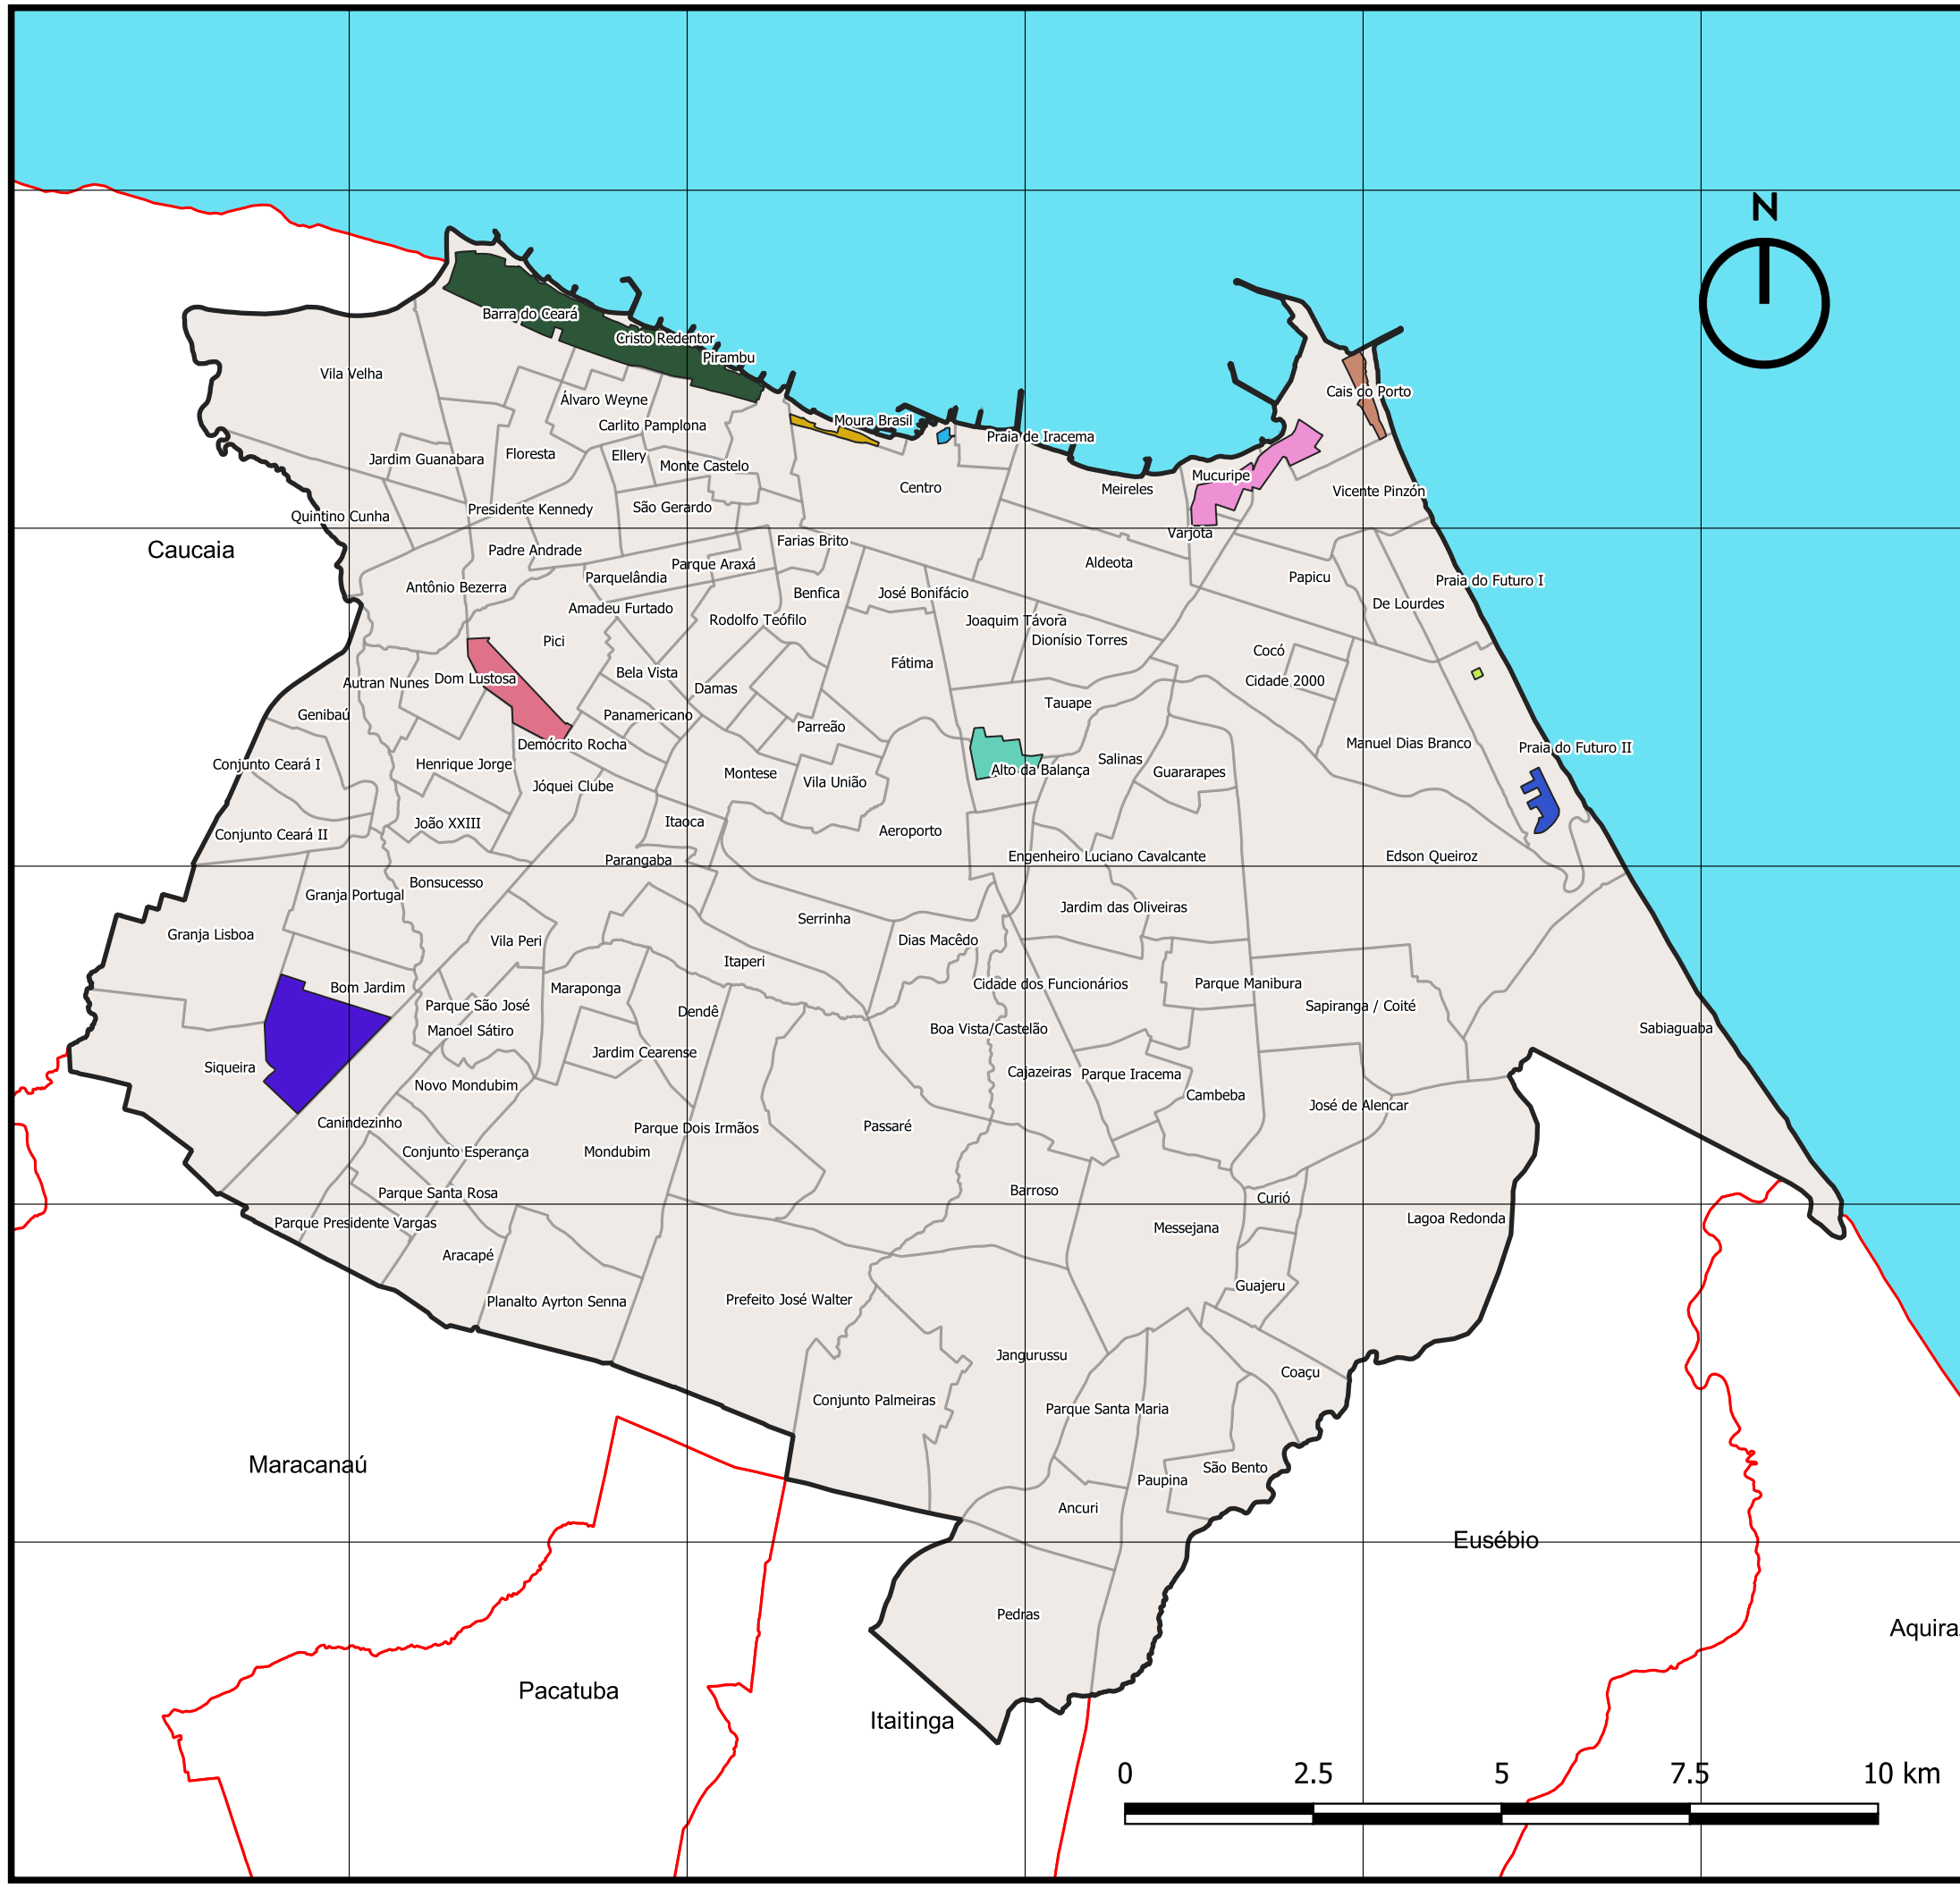 N
Barra do Ceará
Cristo Redentor
Pirambu
Vila Velha
Álvaro Weyne
Cais do Porto
Carlito Pamplona
Moura Brasil
Praia de Iracema
Jardim Guanabara
Floresta
Ellery
Monte Castelo
Mucuripe
Centro
Meireles
Vicente Pinzón
Quintino Cunha
Presidente Kennedy
São Gerardo
Varjota
Caucaia
Padre Andrade
Farias Brito
Parque Araxá
Aldeota
Antônio Bezerra
Parquelândia
Papicu
Praia do Futuro I
Amadeu Furtado
Benfica
José Bonifácio
De Lourdes
Rodolfo Teófilo
Joaquim Távora
Dionísio Torres
Pici
Cocó
Fátima
Bela Vista
Autran Nunes
Dom Lustosa
Damas
Cidade 2000
Genibaú
Panamericano
Tauape
Parreão
Demócrito Rocha
Manuel Dias Branco
Praia do Futuro II
Conjunto Ceará I
Henrique Jorge
Montese
Alto da Balança
Salinas
Guararapes
Jóquei Clube
Vila União
Conjunto Ceará II
João XXIII
Itaoca
Aeroporto
Parangaba
Engenheiro Luciano Cavalcante
Edson Queiroz
Granja Portugal
Bonsucesso
Jardim das Oliveiras
Granja Lisboa
Vila Peri
Serrinha
Dias Macêdo
Itaperi
Bom Jardim
Maraponga
Cidade dos Funcionários
Parque Manibura
Parque São José
Dendê
Sapiranga / Coité
Manoel Sátiro
Boa Vista/Castelão
Sabiaguaba
Siqueira
Jardim Cearense
Cajazeiras
Parque Iracema
Novo Mondubim
Cambeba
José de Alencar
Canindezinho
Parque Dois Irmãos
Passaré
Conjunto Esperança
Mondubim
Parque Santa Rosa
Barroso
Curió
Parque Presidente Vargas
Messejana
Lagoa Redonda
Aracapé
Guajeru
Planalto Ayrton Senna
Prefeito José Walter
Jangurussu
Coaçu
Conjunto Palmeiras
Parque Santa Maria
Maracanaú
São Bento
Paupina
Ancuri
Eusébio
Pedras
Aquira
Pacatuba
Itaitinga
0 2.5 5 7.5 10 km